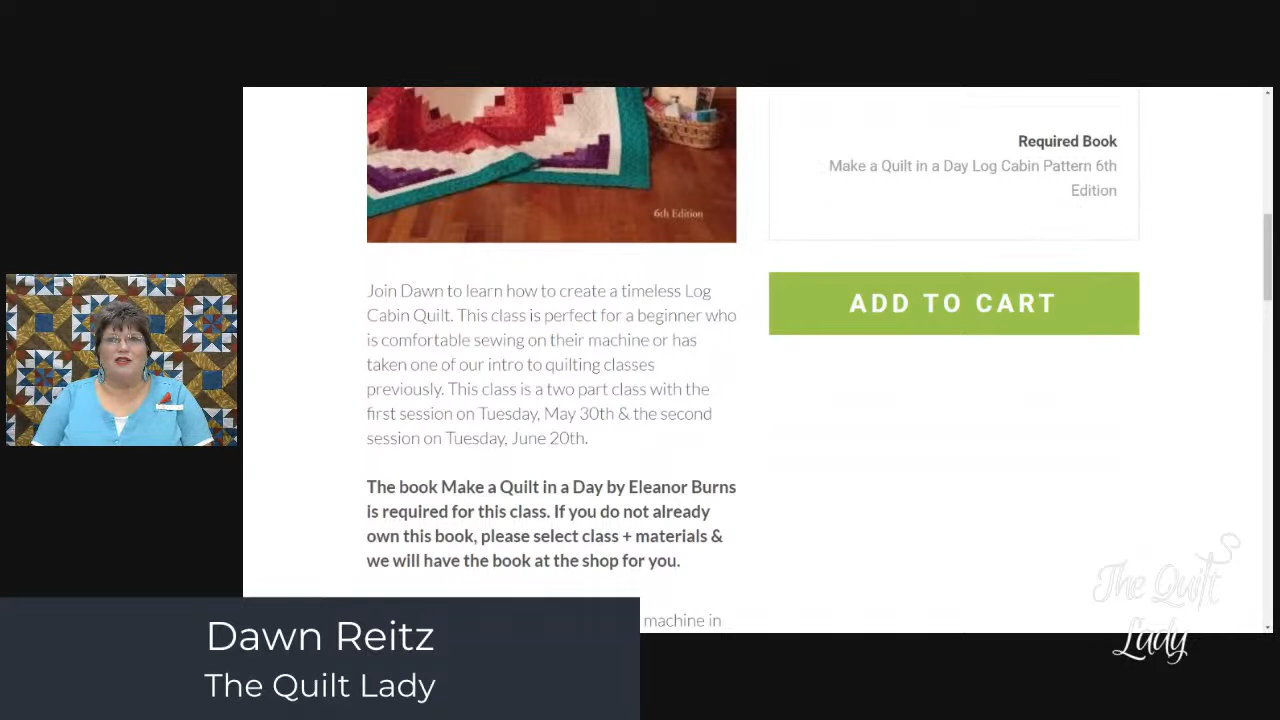 6th Edition
Join Dawn to learn how to create a timeless Log
Cabin Quilt. This class is perfect for a beginner who
is comfortable sewing on their machine or has
taken one of our intro to quilting classes
previously. This class is a two part class with the
first session on Tuesday, May 30th & the second
session on Tuesday, June 20th.
The book Make a Quilt in a Day by Eleanor Burns
is required for this class. If you do not already
own this book, please select class + materials &
we will have the book at the shop for you.
machine in
Required Book
Make a Quilt in a Day Log Cabin Pattern 6th
Edition
ADD TO CART
The Quilt
Lady
Dawn Reitz
The Quilt Lady